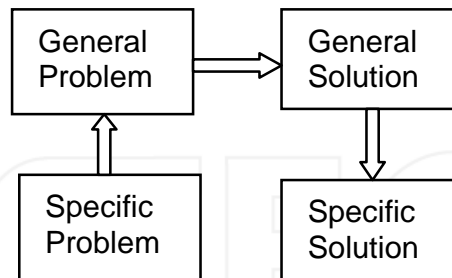 General
Problem
General
Solution
Specific
Problem
Specific
Solution